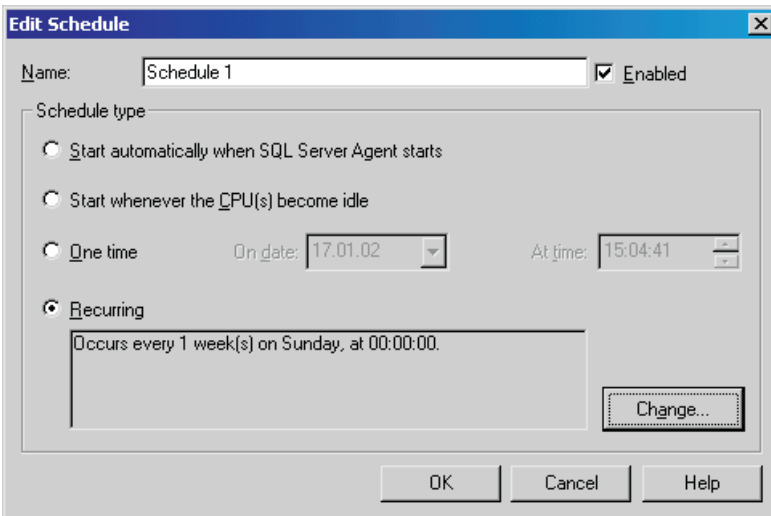 Edit Schedule
Name: Schedule 1 Enabled
Schedule type
Start automatically when SQL Server Agent starts
Start whenever the CPU(s) become idle
One time On date: 17.01.02 At time: 15:04:41
Recurring
Occurs every 1 week(s) on Sunday, at 00:00:00.
Change...
OK Cancel Help